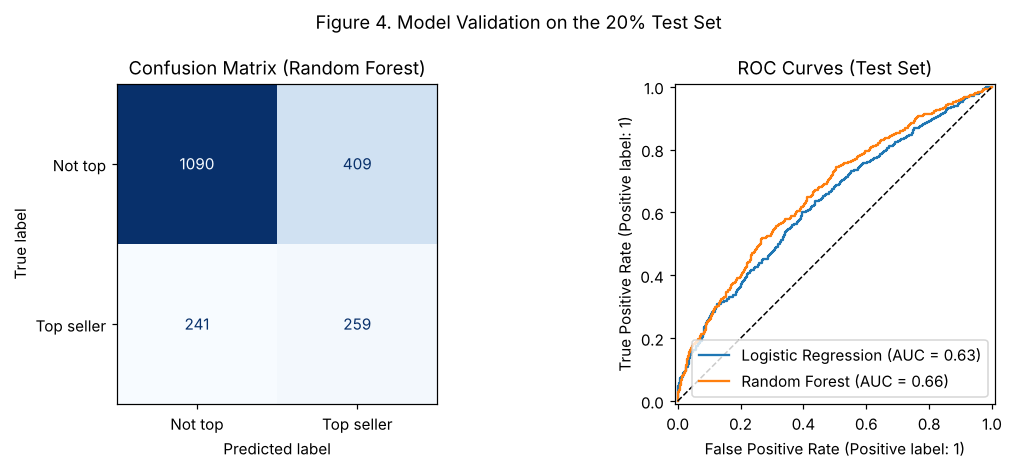 Figure 4. Model Validation on the 20% Test Set
Confusion Matrix (Random Forest)
True label
Not top
Top seller
1090
409
241
259
Not top
Top seller
Predicted label
ROC Curves (Test Set)
True Positive Rate (Positive label: 1)
1.0
0.8
0.6
0.4
0.2
0.0
Logistic Regression (AUC = 0.63)
Random Forest (AUC = 0.66)
0.0
0.2
0.4
0.6
0.8
1.0
False Positive Rate (Positive label: 1)